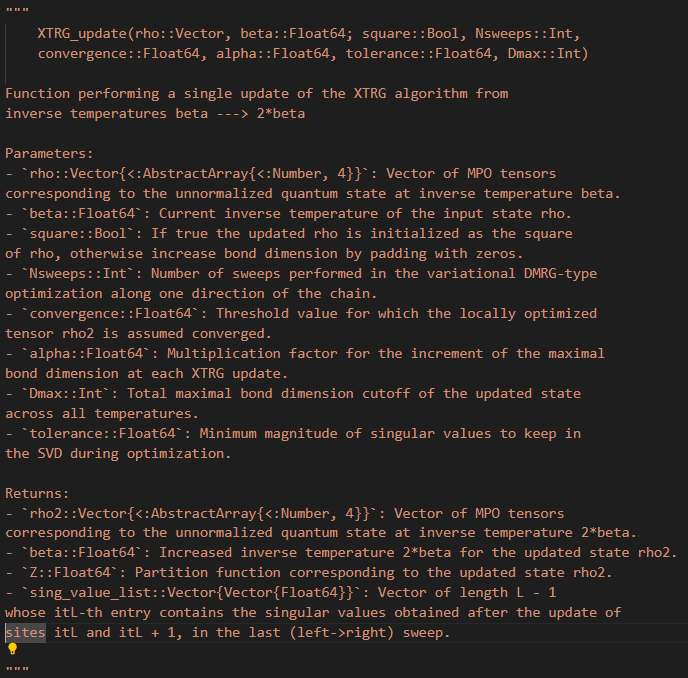 """
XTRG_update(rho::Vector, beta::Float64; square::Bool, Nsweeps::Int,
convergence::Float64, alpha::Float64, tolerance::Float64, Dmax::Int)
Function performing a single update of the XTRG algorithm from
inverse temperatures beta ---> 2*beta
Parameters:
- `rho::Vector{<:AbstractArray{<:Number, 4}}`: Vector of MPO tensors
corresponding to the unnormalized quantum state at inverse temperature beta.
- `beta::Float64`: Current inverse temperature of the input state rho.
- `square::Bool`: If true the updated rho is initialized as the square
of rho, otherwise increase bond dimension by padding with zeros.
- `Nsweeps::Int`: Number of sweeps performed in the variational DMRG-type
optimization along one direction of the chain.
- `convergence::Float64`: Threshold value for which the locally optimized
tensor rho2 is assumed converged.
- `alpha::Float64`: Multiplication factor for the increment of the maximal
bond dimension at each XTRG update.
- `Dmax::Int`: Total maximal bond dimension cutoff of the updated state
across all temperatures.
- `tolerance::Float64`: Minimum magnitude of singular values to keep in
the SVD during optimization.
Returns:
- `rho2::Vector{<:AbstractArray{<:Number, 4}}`: Vector of MPO tensors
corresponding to the unnormalized quantum state at inverse temperature 2*beta.
- `beta::Float64`: Increased inverse temperature 2*beta for the updated state rho2.
- `Z::Float64`: Partition function corresponding to the updated state rho2.
- `sing_value_list::Vector{Vector{Float64}}`: Vector of length L - 1
whose itL-th entry contains the singular values obtained after the update of
sites itL and itL + 1, in the last (left->right) sweep.
"""